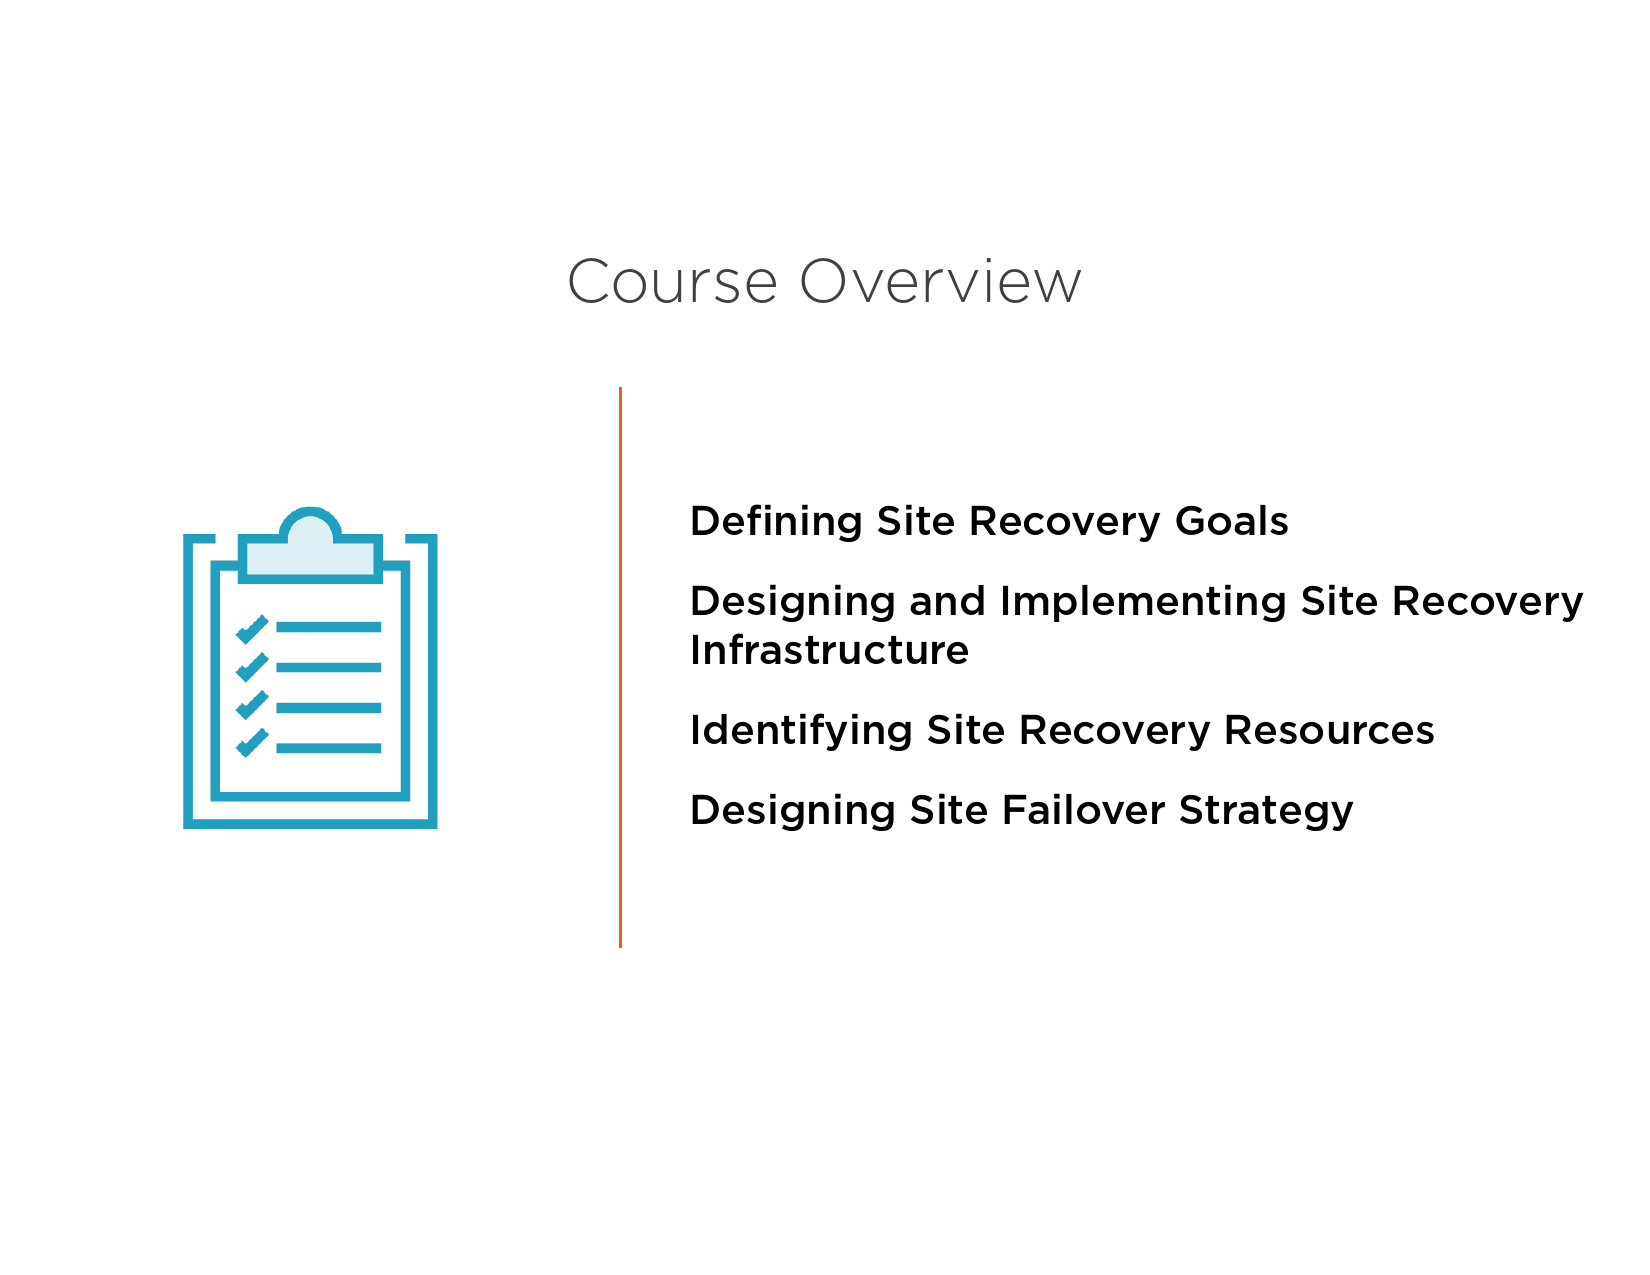 Course Overview
Defining Site Recovery Goals
Designing and Implementing Site Recovery
Infrastructure
Identifying Site Recovery Resources
Designing Site Failover Strategy